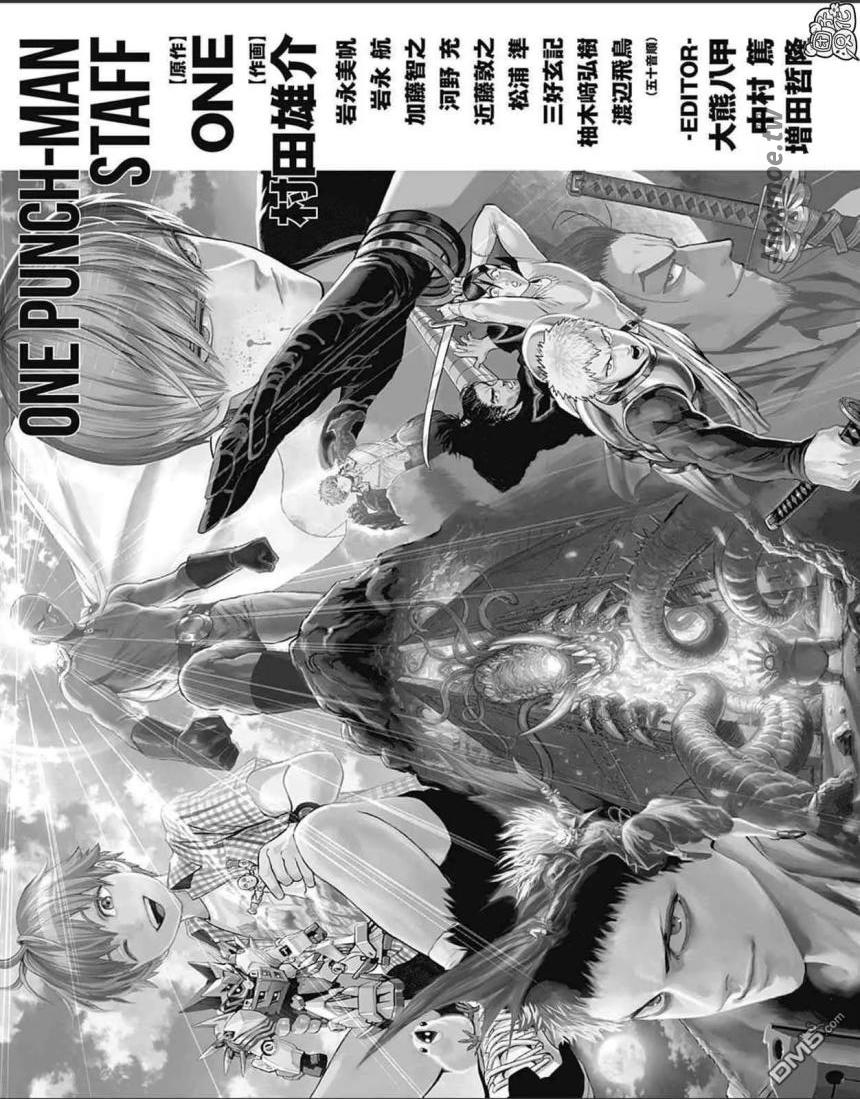 ONE PUNCH-MAN
STAFF
【原作】
ONE
【作画】
村田雄介
岩永美帆
岩永 航
加藤智之
河野 充
近藤敦之
松浦 準
三好玄記
柚木﨑弘樹
渡辺飛鳥
(五十音順)
-EDITOR-
大熊八甲
中村 篤
増田哲隆
DM5.com